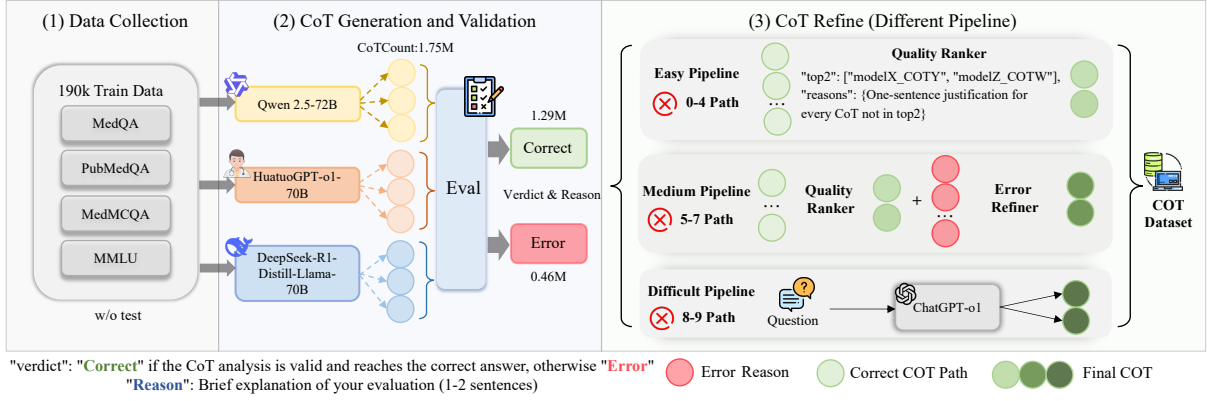 (1) Data Collection
190k Train Data
MedQA
PubMedQA
MedMCQA
MMLU
w/o test
(2) CoT Generation and Validation
CoTCount:1.75M
Qwen 2.5-72B
HuatuoGPT-o1-
70B
DeepSeek-R1-
Distill-Llama-
70B
Eval
1.29M
Correct
Verdict & Reason
Error
0.46M
(3) CoT Refine (Different Pipeline)
Easy Pipeline
0-4 Path
...
Quality Ranker
"top2": ["modelX_COTY", "modelZ_COTW"],
"reasons": {One-sentence justification for
every CoT not in top2}
Medium Pipeline
5-7 Path
...
Quality
Ranker
+
...
Error
Refiner
Difficult Pipeline
8-9 Path
?
Question
ChatGPT-o1
COT
Dataset
"verdict": "Correct" if the CoT analysis is valid and reaches the correct answer, otherwise "Error"
"Reason": Brief explanation of your evaluation (1-2 sentences)
Error Reason
Correct COT Path
Final COT